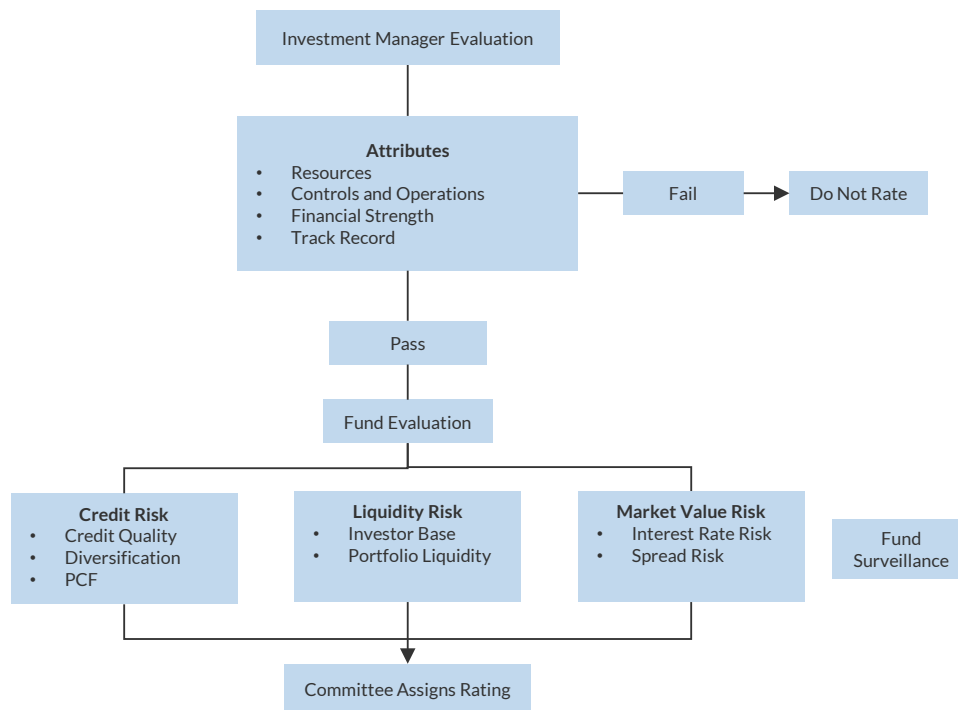 Investment Manager Evaluation
Attributes
• Resources
• Controls and Operations
• Financial Strength
• Track Record
Fail
Do Not Rate
Pass
Fund Evaluation
Credit Risk
• Credit Quality
• Diversification
• PCF
Liquidity Risk
• Investor Base
• Portfolio Liquidity
Market Value Risk
• Interest Rate Risk
• Spread Risk
Fund
Surveillance
Committee Assigns Rating